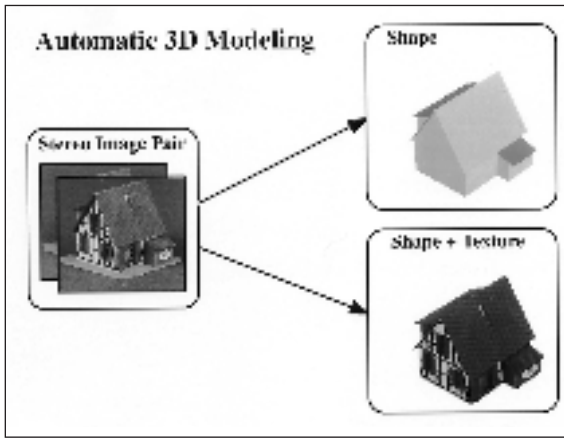 Automatic 3D Modeling
Shape
Stereo Image Pair
Shape + Texture